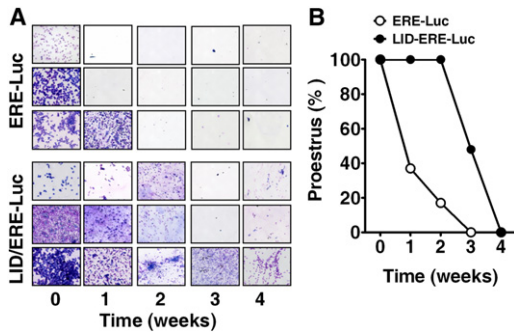 A
ERE-Luc
LID/ERE-Luc
0 1 2 3 4
Time (weeks)
B
ERE-Luc
LID-ERE-Luc
Proestrus (%)
100
80
60
40
20
0
0 1 2 3 4
Time (weeks)